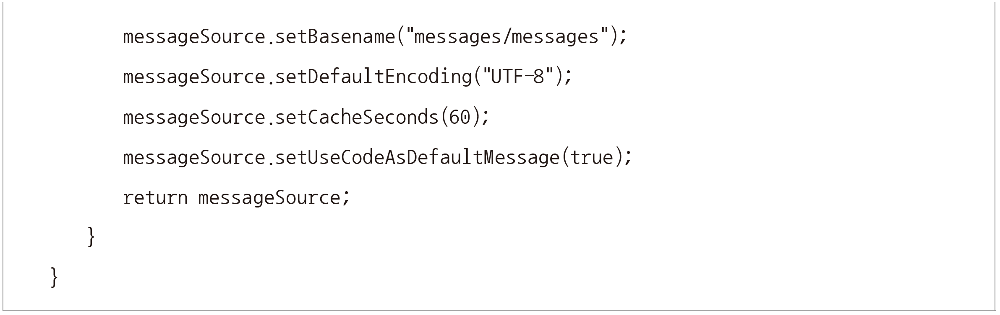 messageSource.setBasename("messages/messages");
messageSource.setDefaultEncoding("UTF-8");
messageSource.setCacheSeconds(60);
messageSource.setUseCodeAsDefaultMessage(true);
return messageSource;
}
}